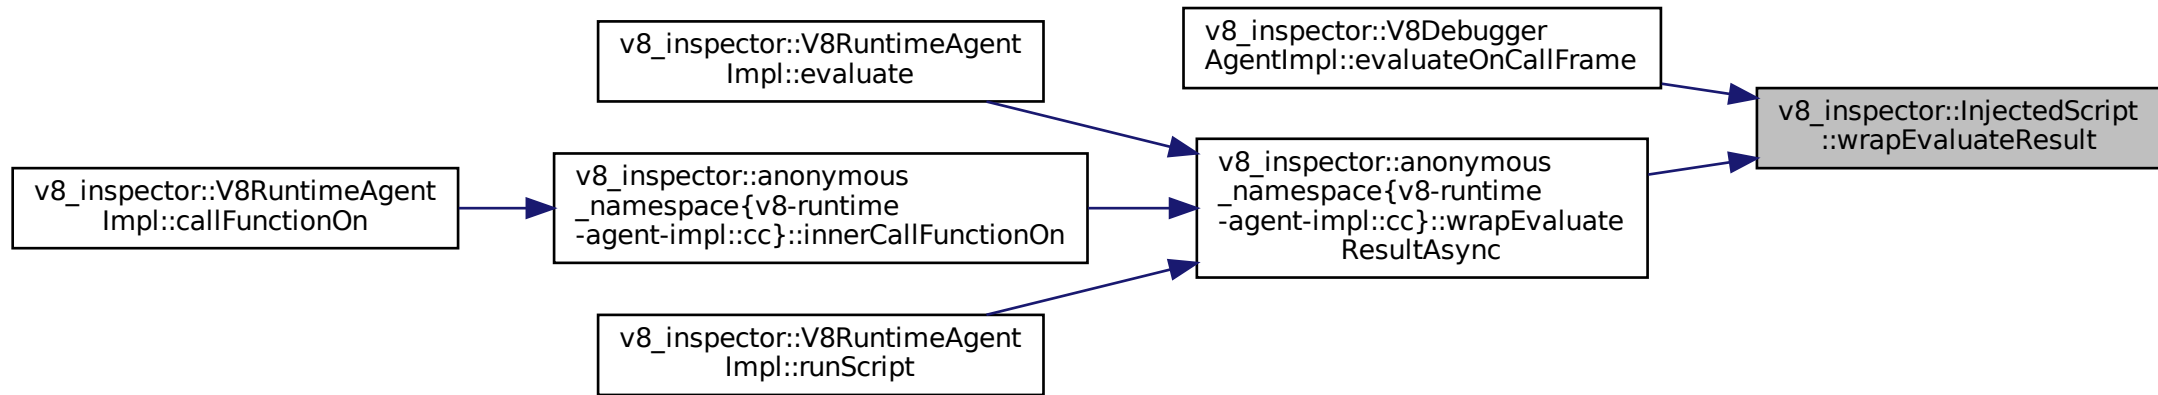 v8_inspector::V8RuntimeAgent
Impl::callFunctionOn
v8_inspector::V8RuntimeAgent
Impl::evaluate
v8_inspector::anonymous
_namespace{v8-runtime
-agent-impl::cc}::innerCallFunctionOn
v8_inspector::V8RuntimeAgent
Impl::runScript
v8_inspector::V8Debugger
AgentImpl::evaluateOnCallFrame
v8_inspector::anonymous
_namespace{v8-runtime
-agent-impl::cc}::wrapEvaluate
ResultAsync
v8_inspector::InjectedScript
::wrapEvaluateResult